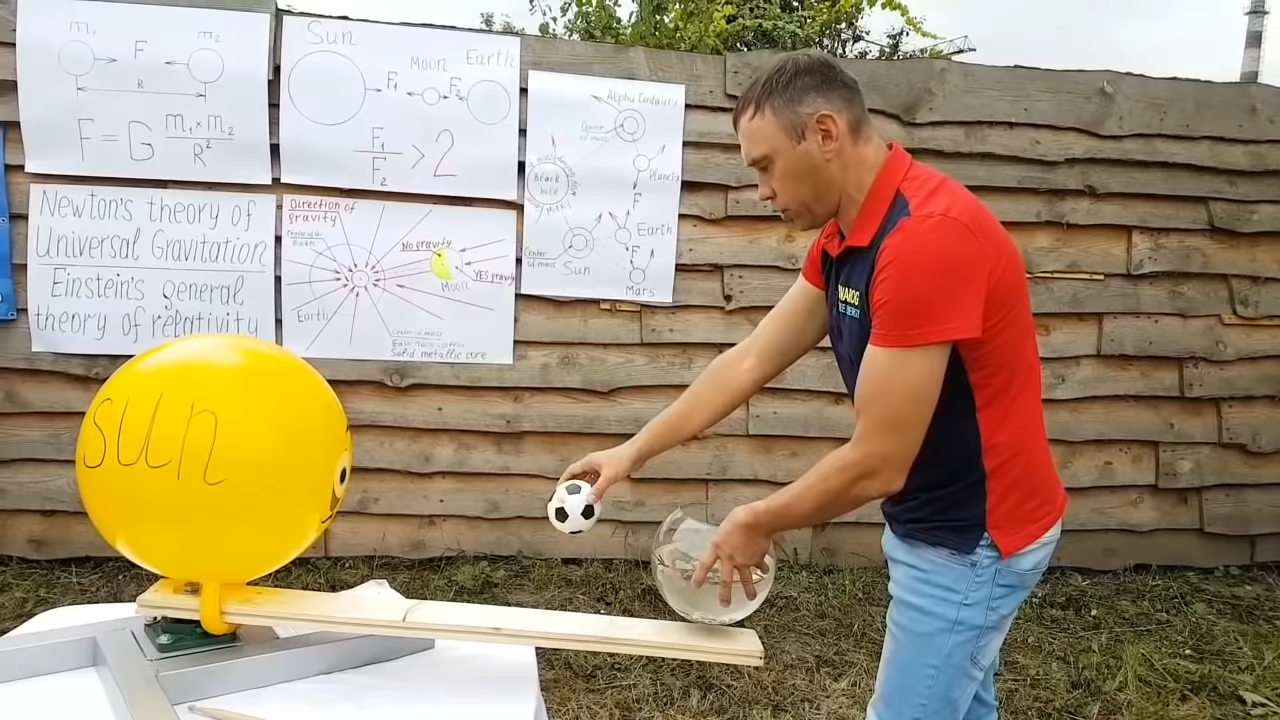 m₁ F m₂
R
F = G m₁ × m₂ / R²
Sun
Moon
Earth
F₁ F₂
F₁ / F₂ > 2
Newton's theory of
Universal Gravitation
Einstein's general
theory of relativity
Direction of
gravity
No gravity
YES gravity
Moon
Earth
Center of mass
Solid metallic core
Alpha Centaura
Center
of mass
Black
hole
Planet
F
Earth
F
Center
of mass
Sun
Mars
sun